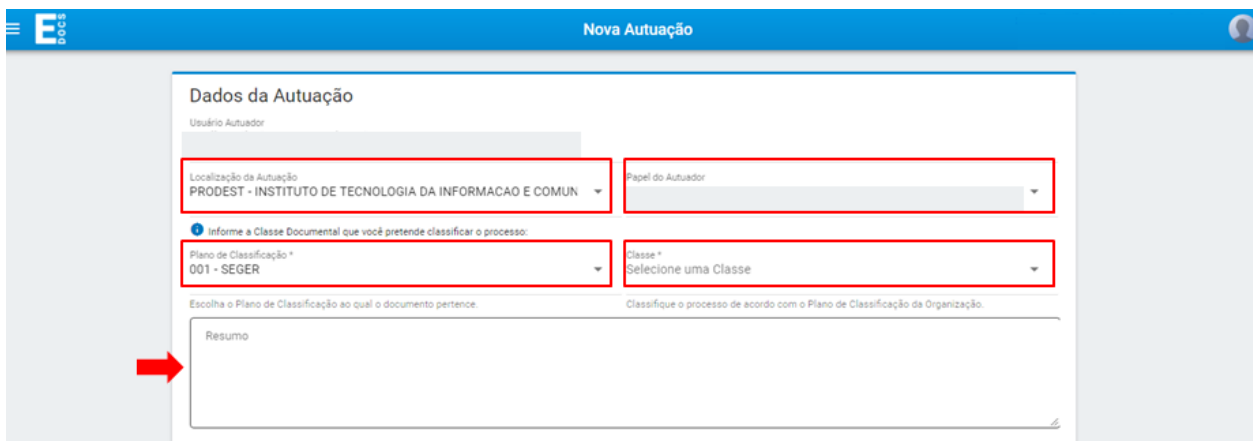 E DOCS
Nova Autuação
Dados da Autuação
Usuário Autuador
Localização da Autuação
PRODEST - INSTITUTO DE TECNOLOGIA DA INFORMACAO E COMUN
Papel do Autuador
Informe a Classe Documental que você pretende classificar o processo:
Plano de Classificação *
001 - SEGER
Classe *
Selecione uma Classe
Escolha o Plano de Classificação ao qual o documento pertence.
Classifique o processo de acordo com o Plano de Classificação da Organização.
Resumo